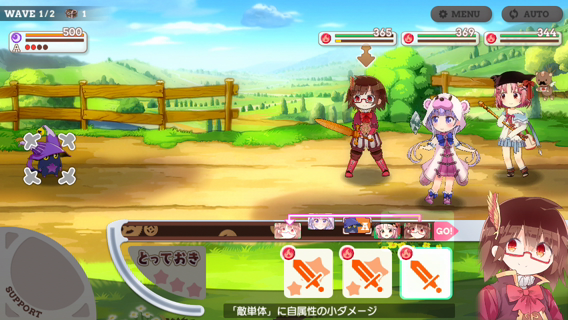 WAVE 1/2 1
MENU
AUTO
500
A
365
369
344
GO!
とっておき
SUPPORT
「敵単体」に自属性の小ダメージ